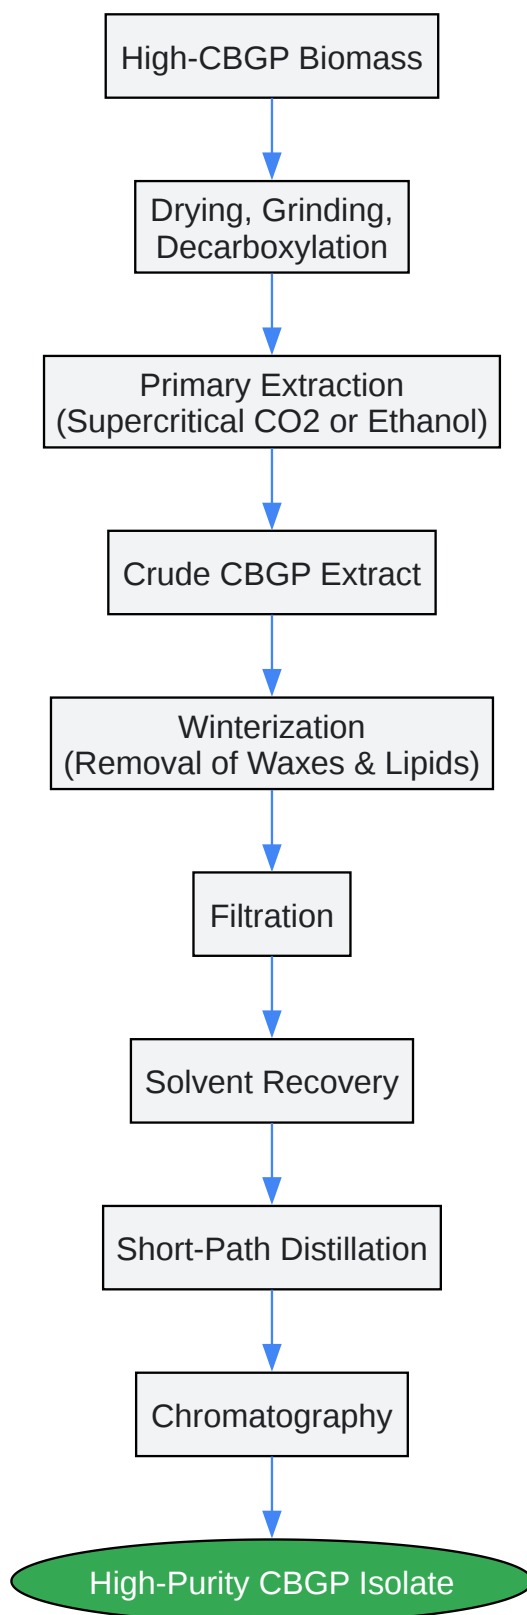 High-CBGP Biomass
Drying, Grinding,
Decarboxylation
Primary Extraction
(Supercritical CO2 or Ethanol)
Crude CBGP Extract
Winterization
(Removal of Waxes & Lipids)
Filtration
Solvent Recovery
Short-Path Distillation
Chromatography
High-Purity CBGP Isolate